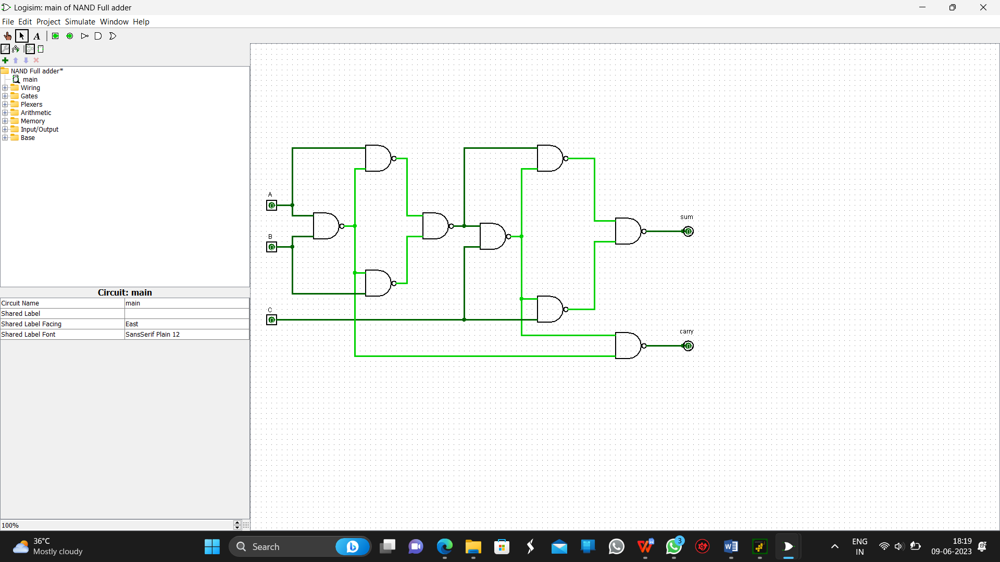 Logisim: main of NAND Full adder
File Edit Project Simulate Window Help
A
NAND Full adder*
main
Wiring
Gates
Plexers
Arithmetic
Memory
Input/Output
Base
Circuit: main
Circuit Name main
Shared Label
Shared Label Facing East
Shared Label Font SansSerif Plain 12
100%
A
0
B
0
C
0
sum
0
carry
0
36°C
Mostly cloudy
Search
3
ENG
IN
18:19
09-06-2023